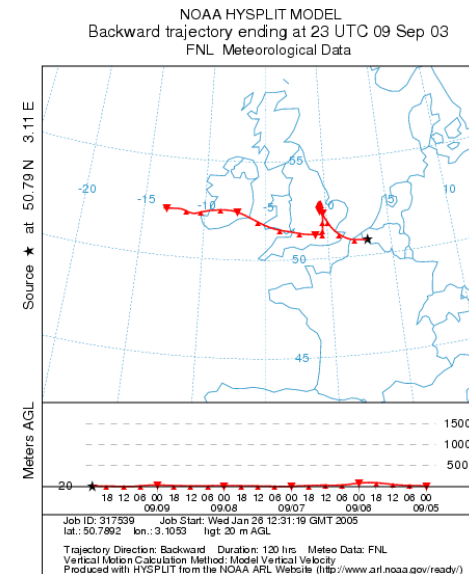 NOAA HYSPLIT MODEL
Backward trajectory ending at 23 UTC 09 Sep 03
FNL Meteorological Data
Source ★ at 50.79 N 3.11 E
-20
-15
-10
-5
0
5
10
15
55
50
45
Meters AGL
1500
1000
500
20
18 12 06 00 18 12 06 00 18 12 06 00 18 12 06 00 18 12 06 00
09/09 09/08 09/07 09/06 09/05
Job ID: 317539 Job Start: Wed Jan 26 12:31:19 GMT 2005
lat.: 50.7892 lon.: 3.1053 hgt: 20 m AGL
Trajectory Direction: Backward Duration: 120 hrs Meteo Data: FNL
Vertical Motion Calculation Method: Model Vertical Velocity
Produced with HYSPLIT from the NOAA ARL Website (http://www.arl.noaa.gov/ready/)